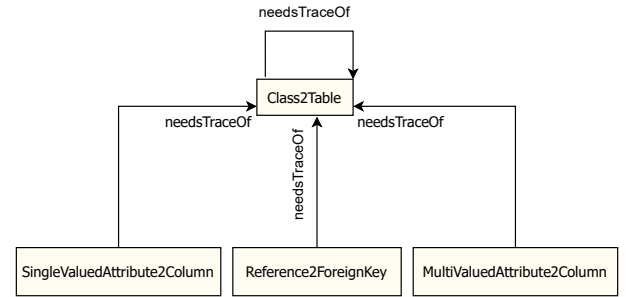 needsTraceOf
Class2Table
needsTraceOf
needsTraceOf
needsTraceOf
SingleValuedAttribute2Column
Reference2ForeignKey
MultiValuedAttribute2Column